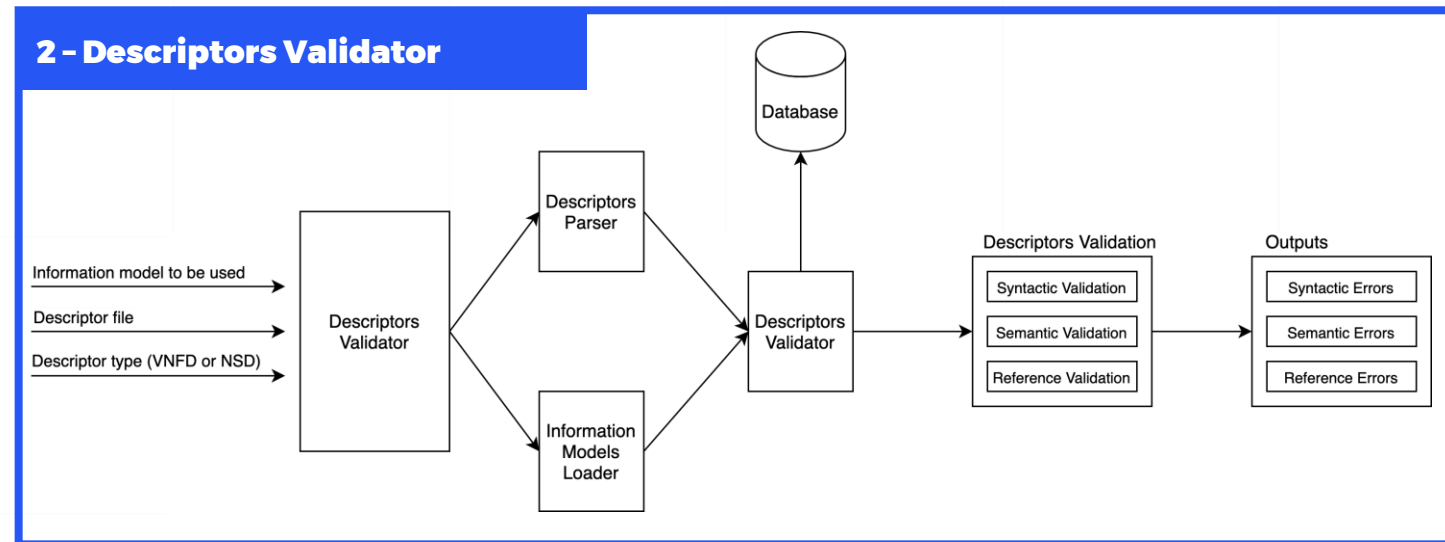 2 – Descriptors Validator
Database
Descriptors
Parser
Information model to be used
Descriptor file
Descriptor type (VNFD or NSD)
Descriptors
Validator
Information
Models
Loader
Descriptors
Validator
Descriptors Validation
Syntactic Validation
Semantic Validation
Reference Validation
Outputs
Syntactic Errors
Semantic Errors
Reference Errors